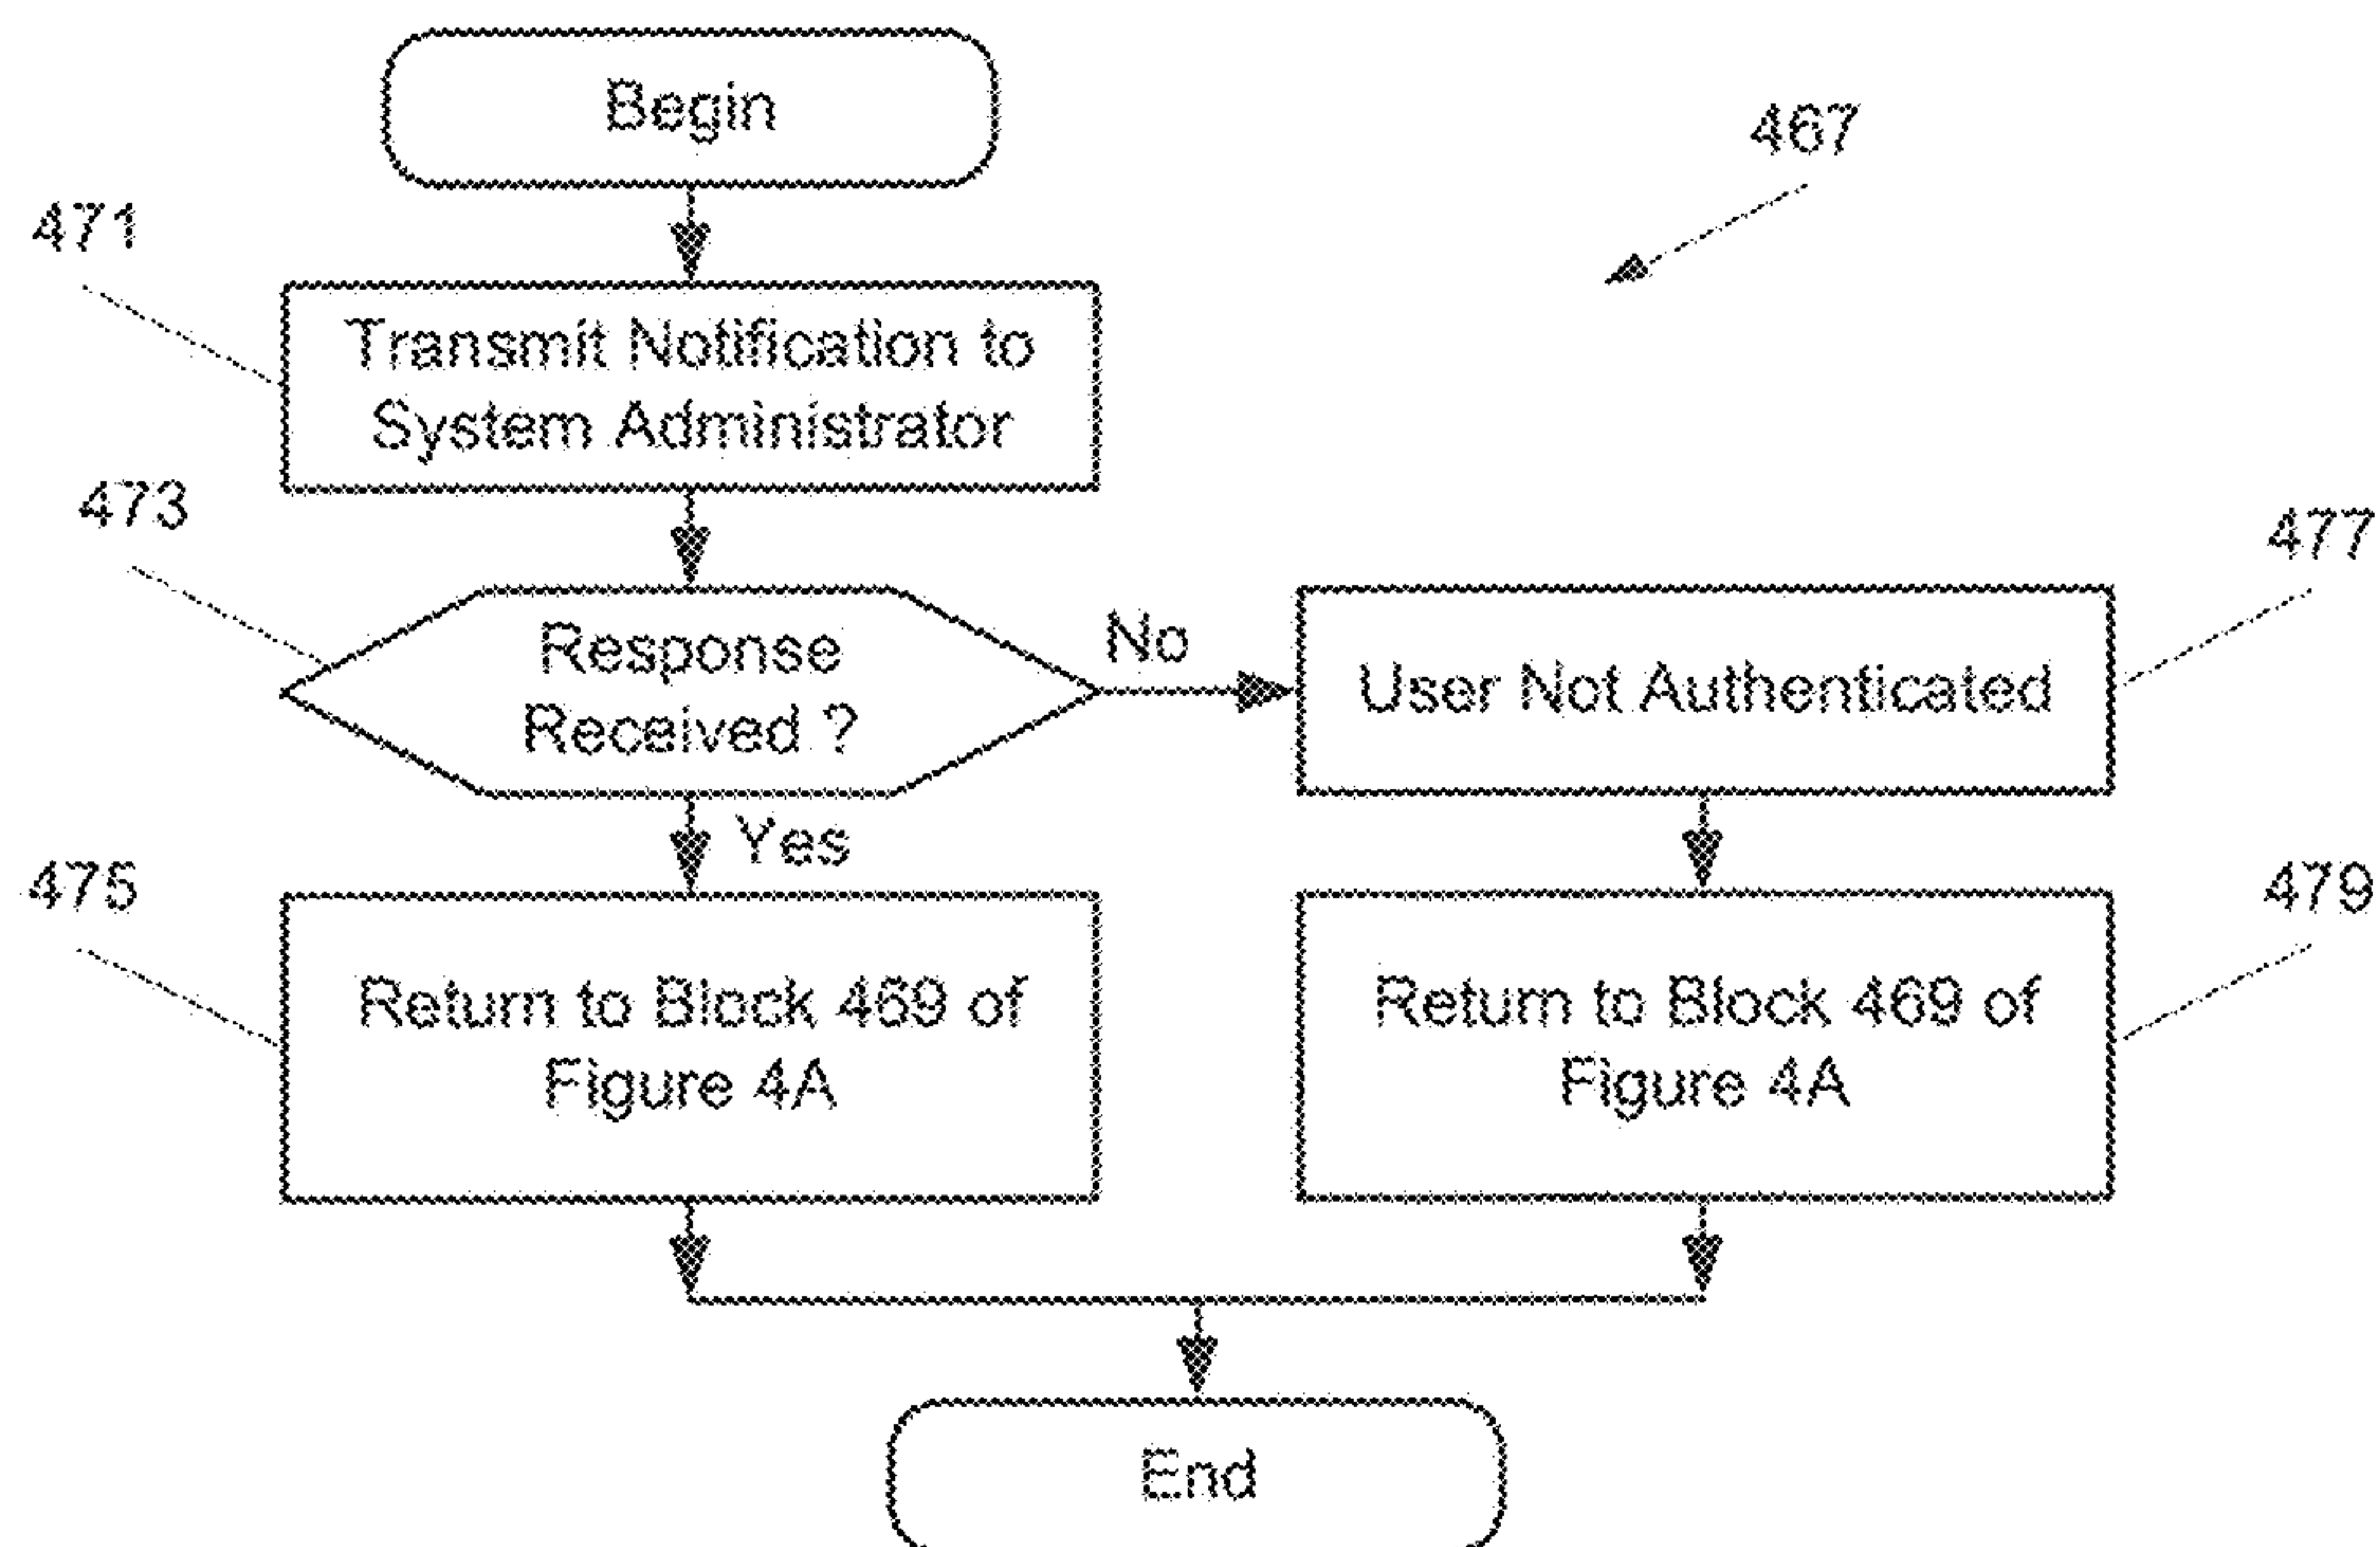 Begin
467
471
Transmit Notification to
System Administrator
473
Response
Received ?
No
477
User Not Authenticated
Yes
475
Return to Block 469 of
Figure 4A
479
Return to Block 469 of
Figure 4A
End